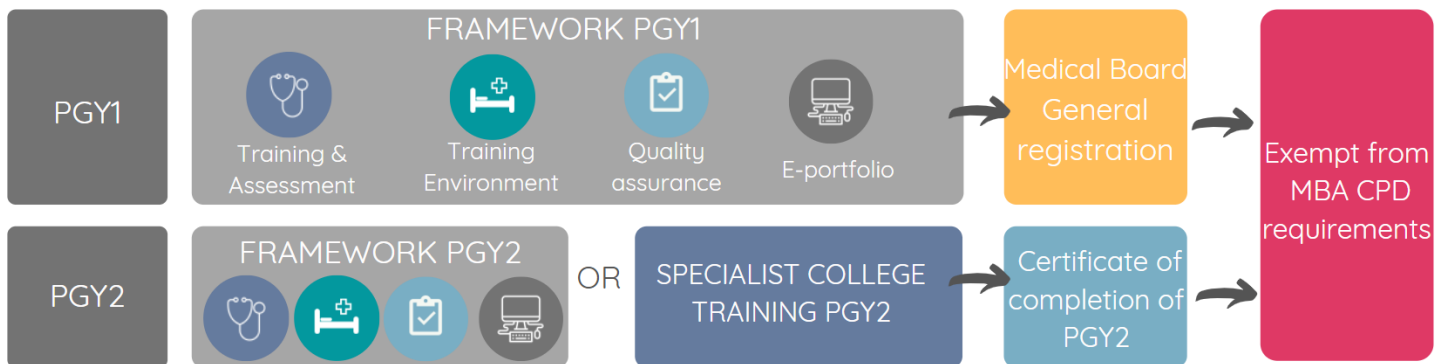 PGY1
FRAMEWORK PGY1
Training &
Assessment
Training
Environment
Quality
assurance
E-portfolio
Medical Board
General
registration
Exempt from
MBA CPD
requirements
PGY2
FRAMEWORK PGY2
OR
SPECIALIST COLLEGE
TRAINING PGY2
Certificate of
completion of
PGY2